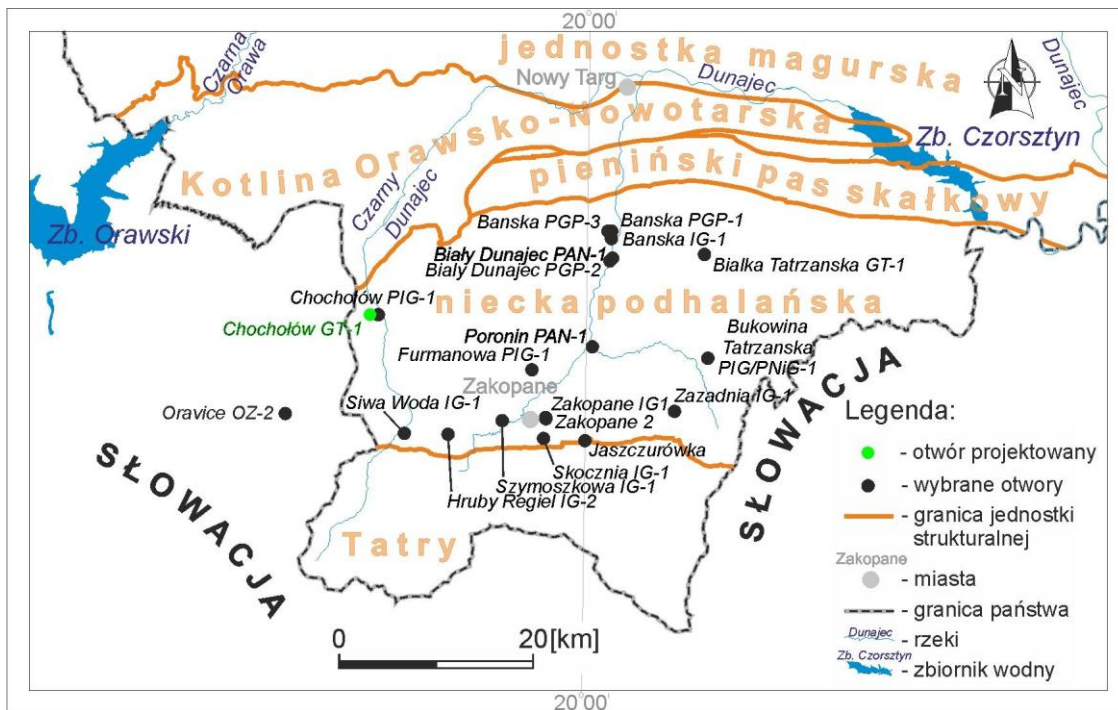 20°00'
jednostka magurska
Czarna
Orawa
Nowy Targ
Dunajec
Dunajec
N
Kotlina Orawsko-Nowotarska
Zb. Czorsztyn
pieniński pas skałkowy
Czarny
Dunajec
Zb. Orawski
Banska PGP-3
Banska PGP-1
Banska IG-1
Biały Dunajec PAN-1
Biały Dunajec PGP-2
Bialka Tatrzanska GT-1
Chochołów PIG-1
niecka podhalańska
Chochołów GT-1
Poronin PAN-1
Furmanowa PIG-1
Bukowina
Tatrzanska
PIG/PNiG-1
Zakopane
Zazadnia IG-1
Oravice OZ-2
Siwa Woda IG-1
Zakopane IG1
Zakopane 2
Jaszczurówka
Skocznia IG-1
Szymoszkowa IG-1
Hruby Regiel IG-2
SŁOWACJA
SŁOWACJA
Tatry
0
20[km]
Legenda:
- otwór projektowany
- wybrane otwory
- granica jednostki
strukturalnej
Zakopane
- miasta
- granica państwa
Dunajec
- rzeki
Zb. Czorsztyn
- zbiornik wodny
20°00'